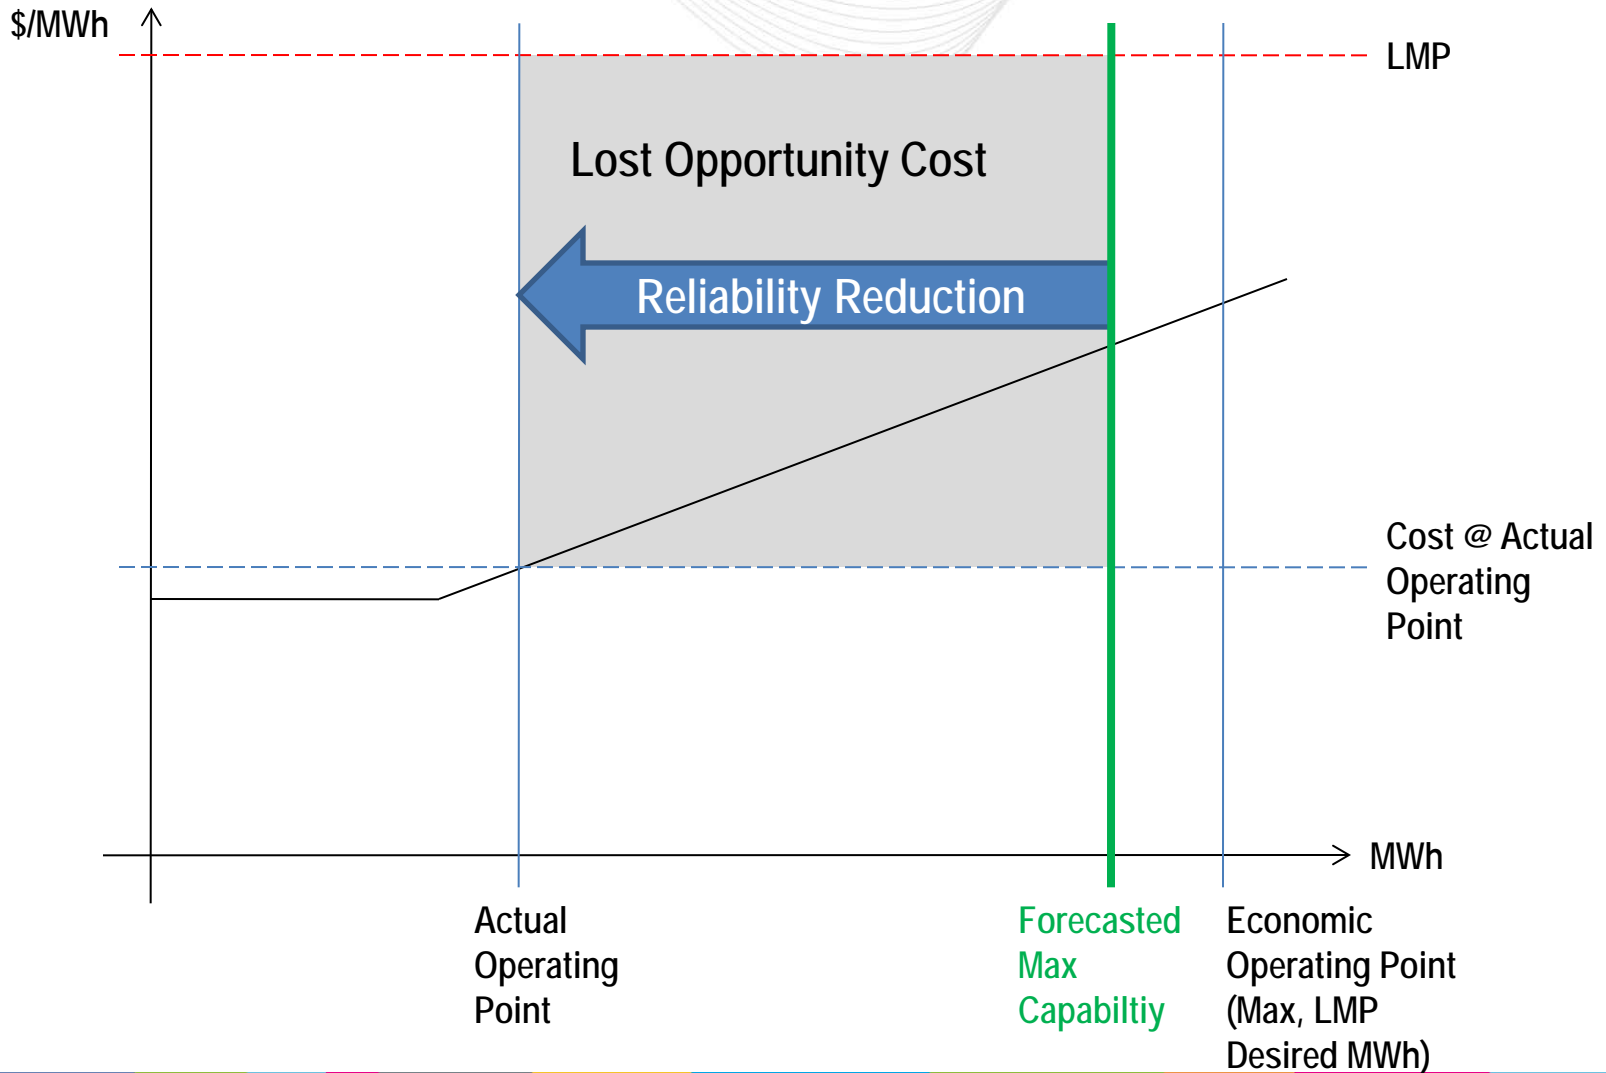 $/MWh
LMP
Lost Opportunity Cost
Reliability Reduction
Cost @ Actual
Operating
Point
MWh
Actual
Operating
Point
Forecasted
Max
Capabiltiy
Economic
Operating Point
(Max, LMP
Desired MWh)